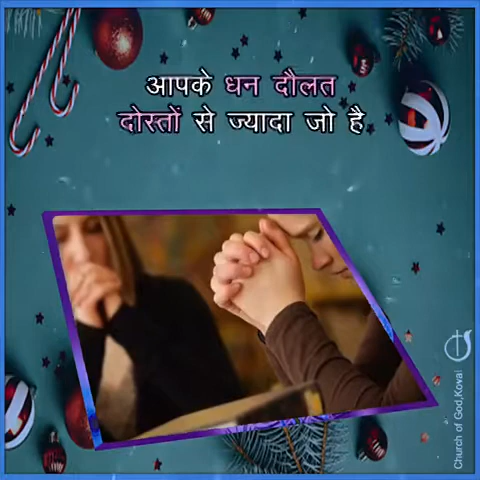 आपके धन दौलत
दोस्तों से ज्यादा जो है
Church of God,Kovai